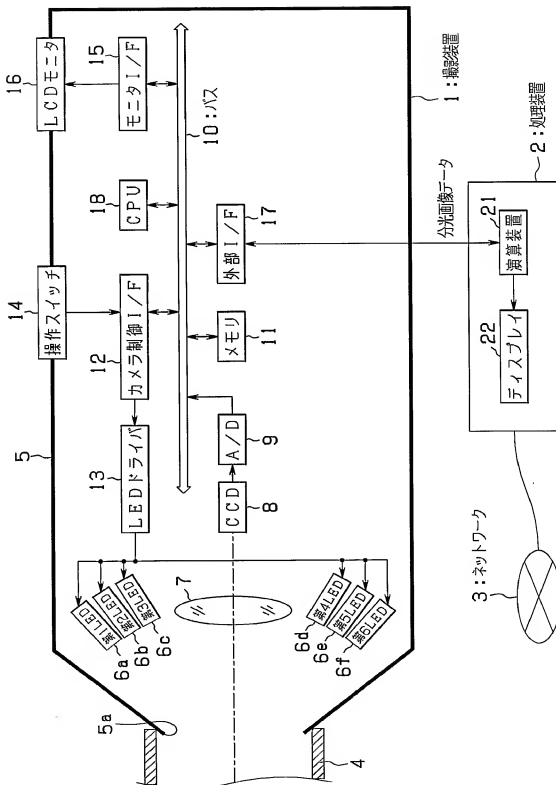 16
LCDモニタ
15
モニタI/F
10:バス
18
CPU
17
外部I/F
14
操作スイッチ
12
カメラ制御I/F
11
メモリ
5
13
LEDドライバ
9
A/D
8
CCD
7
第1LED
第2LED
第3LED
6a
6b
6c
第4LED
第5LED
第6LED
6d
6e
6f
5a
4
1:撮影装置
分光画像データ
2:処理装置
21
演算装置
22
ディスプレイ
3:ネットワーク